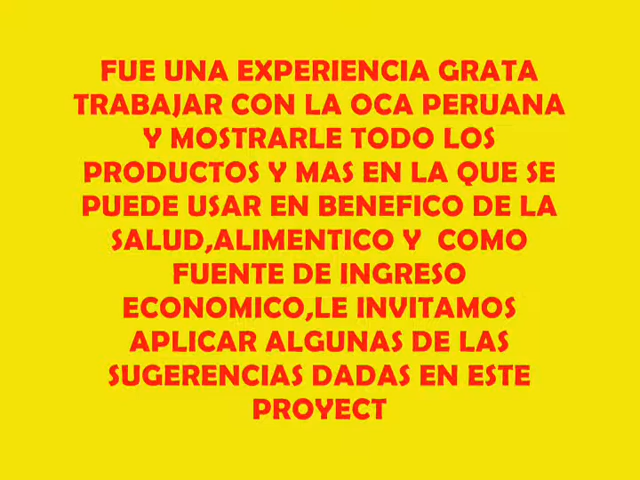 FUE UNA EXPERIENCIA GRATA
TRABAJAR CON LA OCA PERUANA
Y MOSTRARLE TODO LOS
PRODUCTOS Y MAS EN LA QUE SE
PUEDE USAR EN BENEFICO DE LA
SALUD,ALIMENTICO Y  COMO
FUENTE DE INGRESO
ECONOMICO,LE INVITAMOS
APLICAR ALGUNAS DE LAS
SUGERENCIAS DADAS EN ESTE
PROYECT